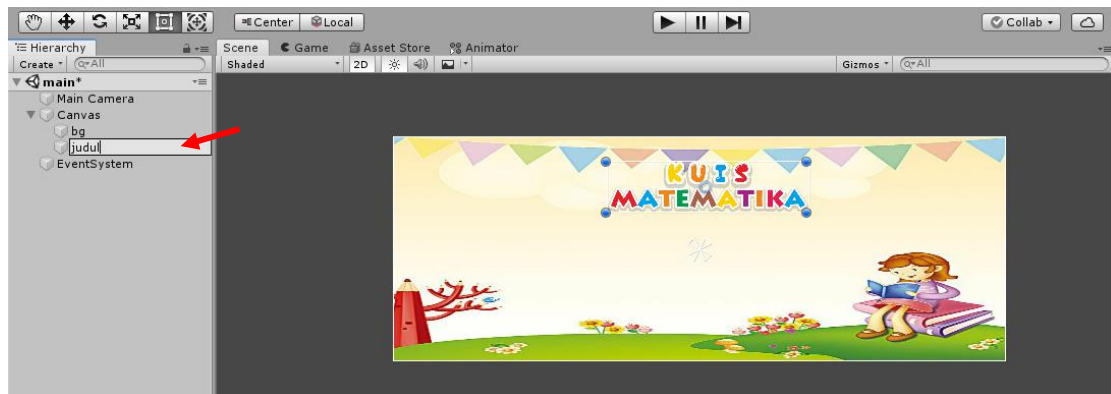 Center Local Collab
Hierarchy Scene Game Asset Store Animator
Create All Shaded 2D Gizmos All
main*
Main Camera
Canvas
bg
judul
EventSystem
KUIS
MATEMATIKA